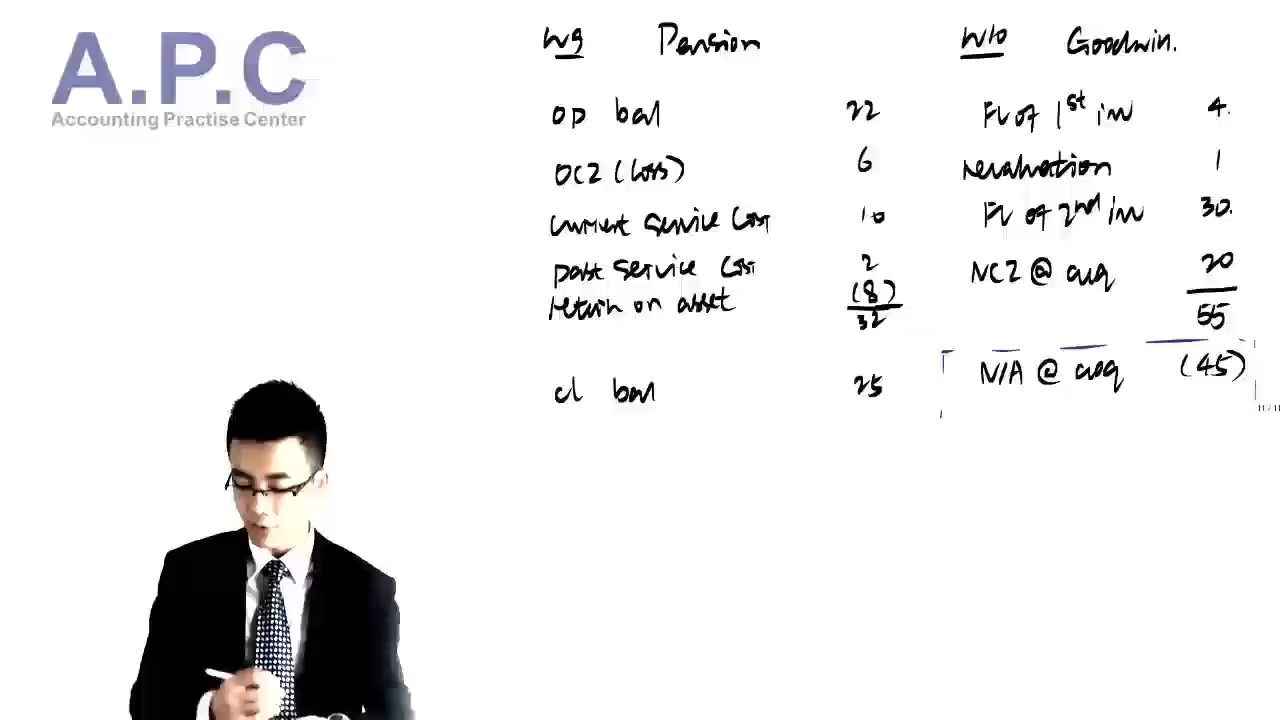 A.P.C
Accounting Practise Center
W9 Pension
op bal 22
OCI (loss) 6
current service cost 10
past service cost 2
return on asset (8)
32
cl bal 25
W10 Goodwin.
FV of 1st inv 4.
revaluation 1
FV of 2nd inv 30.
NCI @ acq 20
55
N/A @ acq (45)